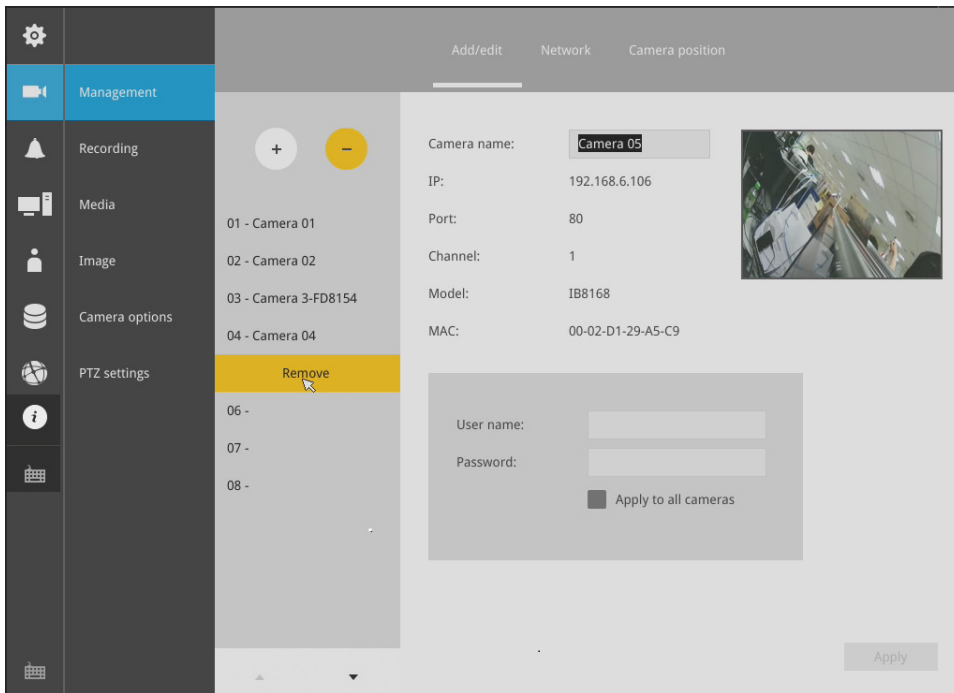 Add/edit Network Camera position
Management
Recording
Media
Image
Camera options
PTZ settings
+ −
01 - Camera 01
02 - Camera 02
03 - Camera 3-FD8154
04 - Camera 04
Remove
06 -
07 -
08 -
Camera name: Camera 05
IP: 192.168.6.106
Port: 80
Channel: 1
Model: IB8168
MAC: 00-02-D1-29-A5-C9
User name:
Password:
Apply to all cameras
Apply
i